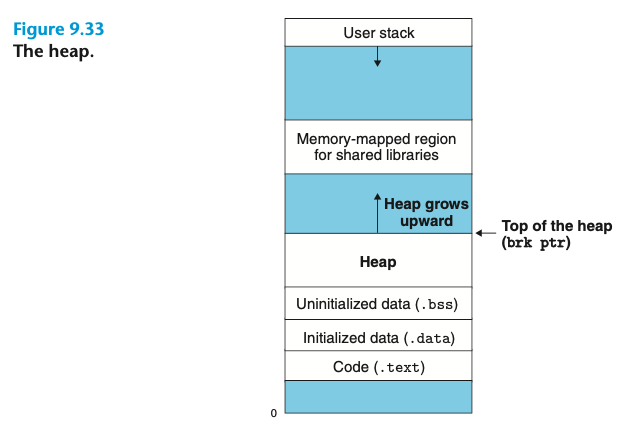 Figure 9.33
The heap.
User stack
Memory-mapped region
for shared libraries
Heap grows
upward
Top of the heap
(brk ptr)
Heap
Uninitialized data (.bss)
Initialized data (.data)
Code (.text)
0